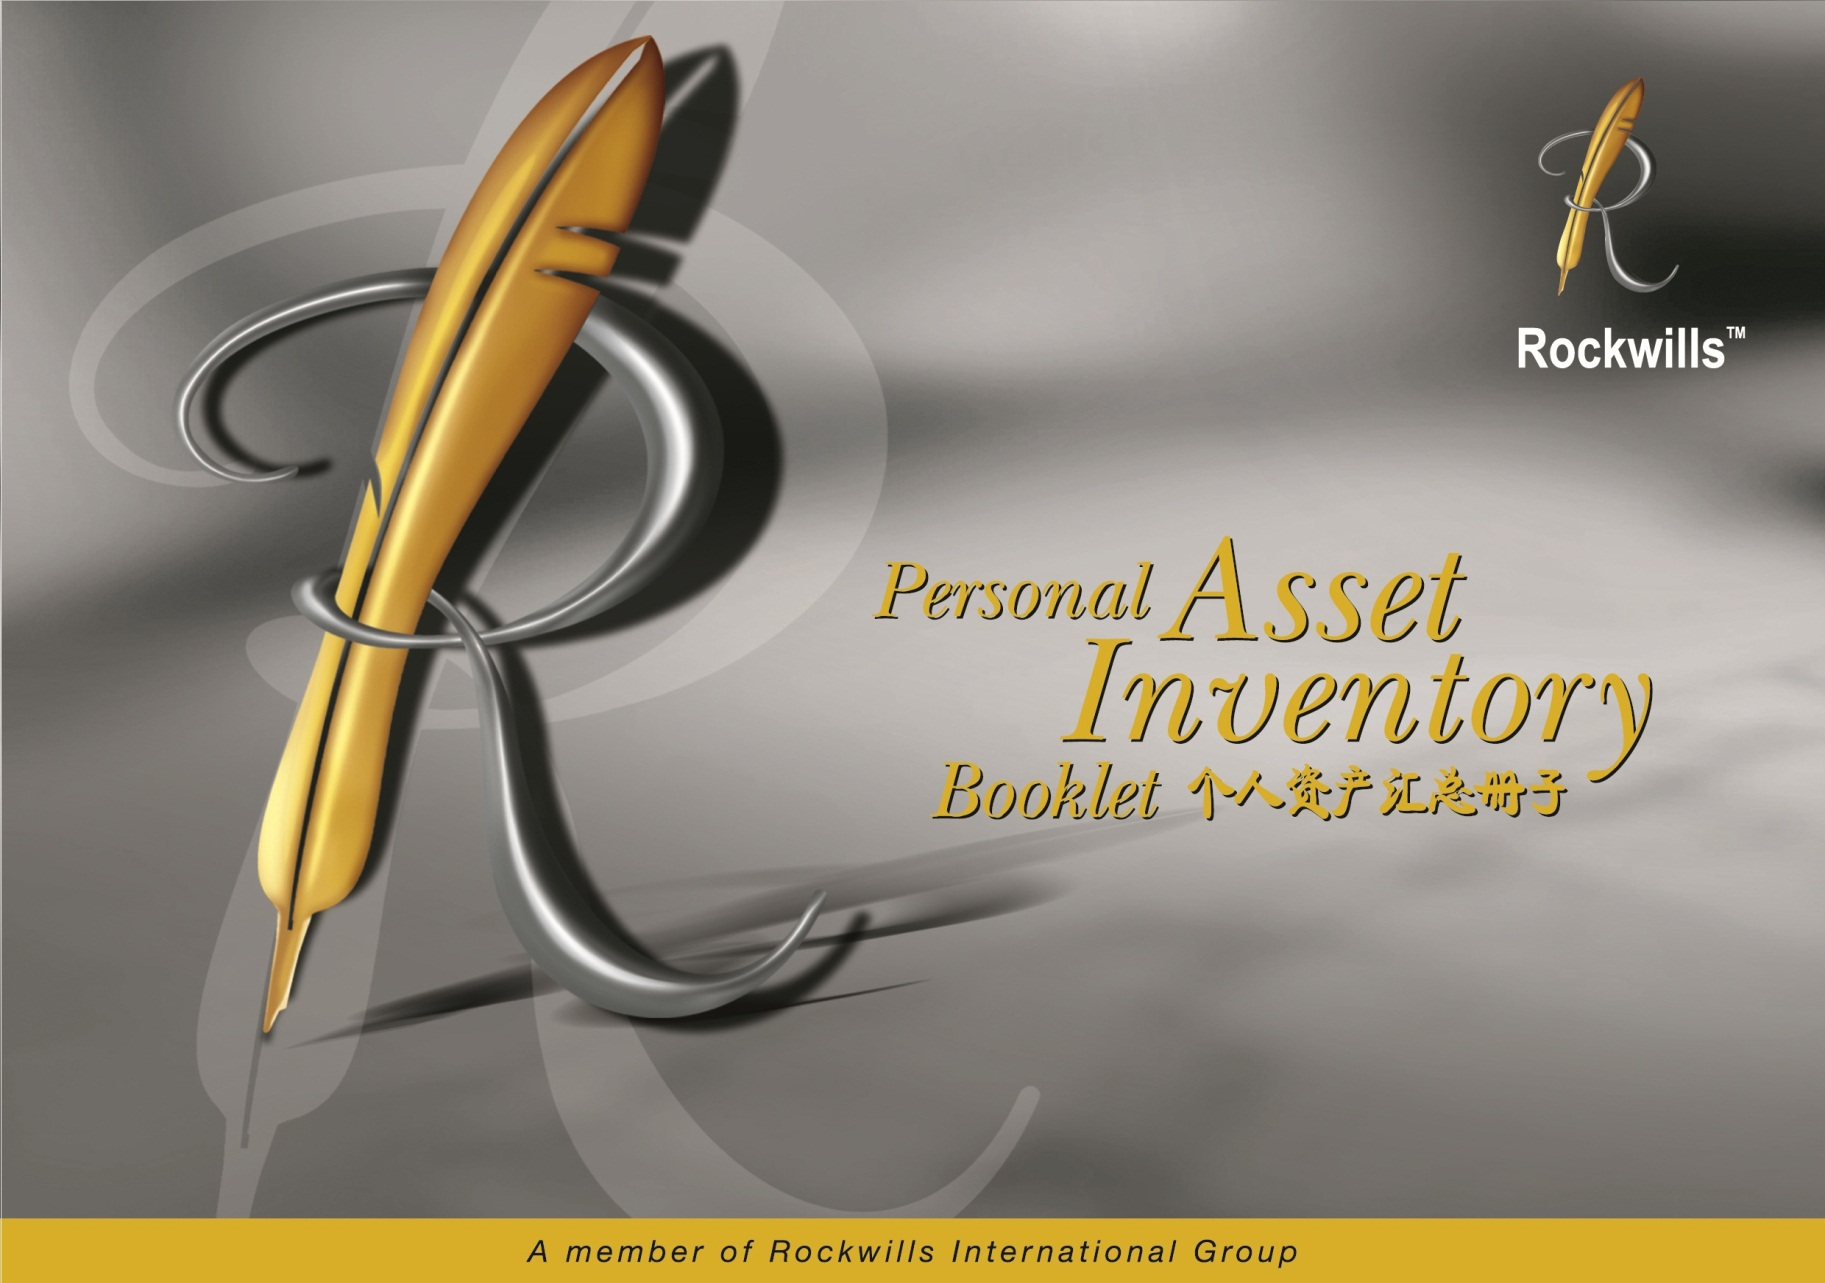 Rockwills™
Personal Asset
Inventory
Booklet 个人资产汇总册子
A member of Rockwills International Group